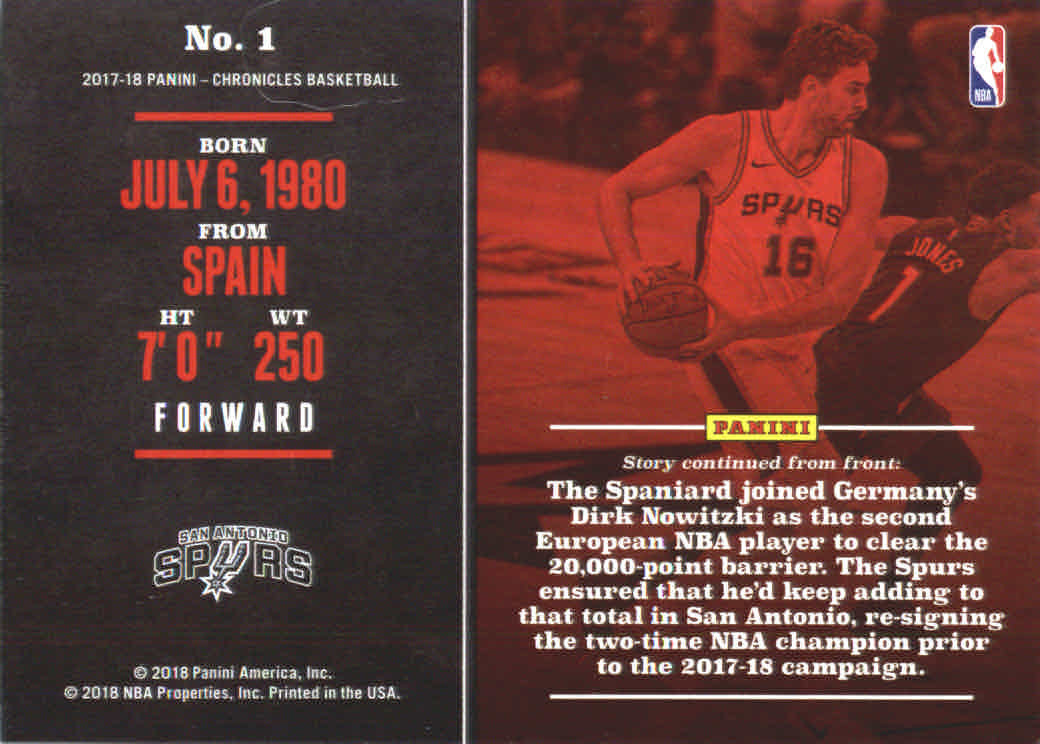 No. 1
2017-18 PANINI – CHRONICLES BASKETBALL
BORN
JULY 6, 1980
FROM
SPAIN
HT WT
7' 0" 250
FORWARD
SAN ANTONIO
SPURS
© 2018 Panini America, Inc.
© 2018 NBA Properties, Inc. Printed in the USA.
NBA
SPURS
16
JONES
1
PANINI
Story continued from front:
The Spaniard joined Germany's
Dirk Nowitzki as the second
European NBA player to clear the
20,000-point barrier. The Spurs
ensured that he'd keep adding to
that total in San Antonio, re-signing
the two-time NBA champion prior
to the 2017-18 campaign.